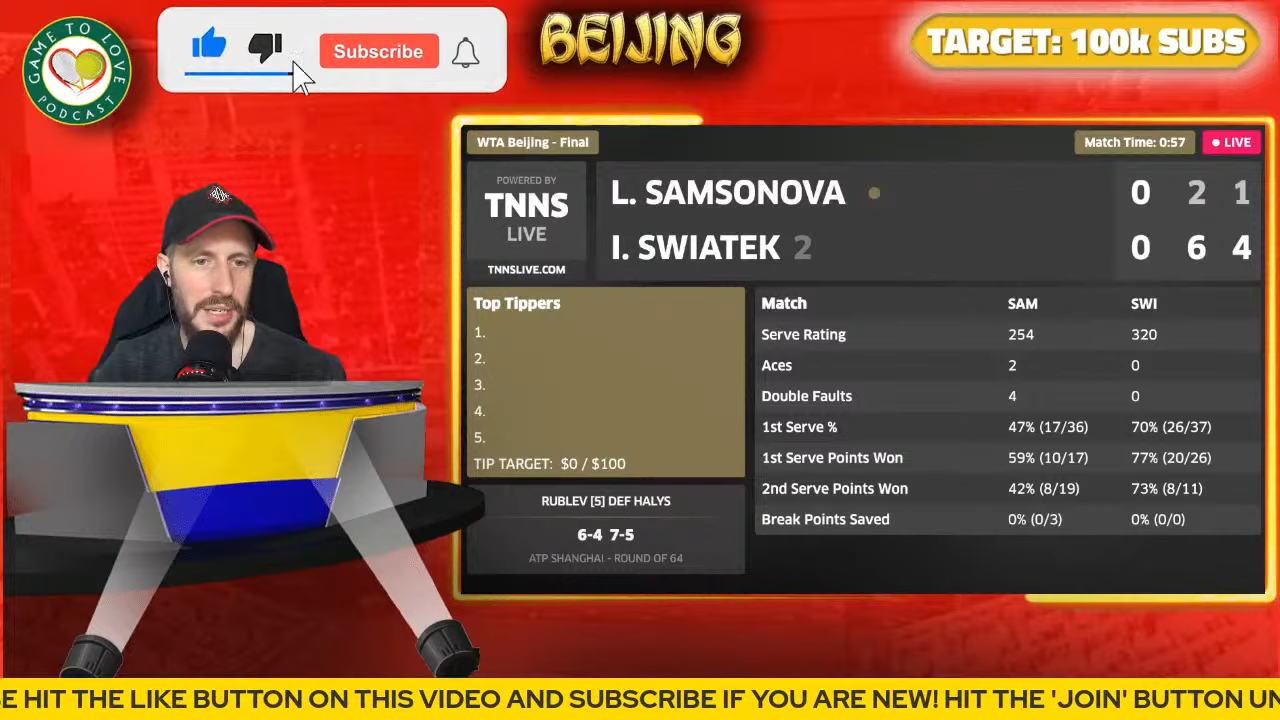 GAME TO LOVE
PODCAST
Subscribe
BEIJING
TARGET: 100k SUBS
WTA Beijing - Final
Match Time: 0:57
LIVE
POWERED BY
TNNS
LIVE
TNNSLIVE.COM
L. SAMSONOVA 0 2 1
I. SWIATEK 2 0 6 4
Top Tippers
1.
2.
3.
4.
5.
TIP TARGET: $0 / $100
RUBLEV [5] DEF HALYS
6-4 7-5
ATP SHANGHAI - ROUND OF 64
Match SAM SWI
Serve Rating 254 320
Aces 2 0
Double Faults 4 0
1st Serve % 47% (17/36) 70% (26/37)
1st Serve Points Won 59% (10/17) 77% (20/26)
2nd Serve Points Won 42% (8/19) 73% (8/11)
Break Points Saved 0% (0/3) 0% (0/0)
E HIT THE LIKE BUTTON ON THIS VIDEO AND SUBSCRIBE IF YOU ARE NEW! HIT THE 'JOIN' BUTTON UN